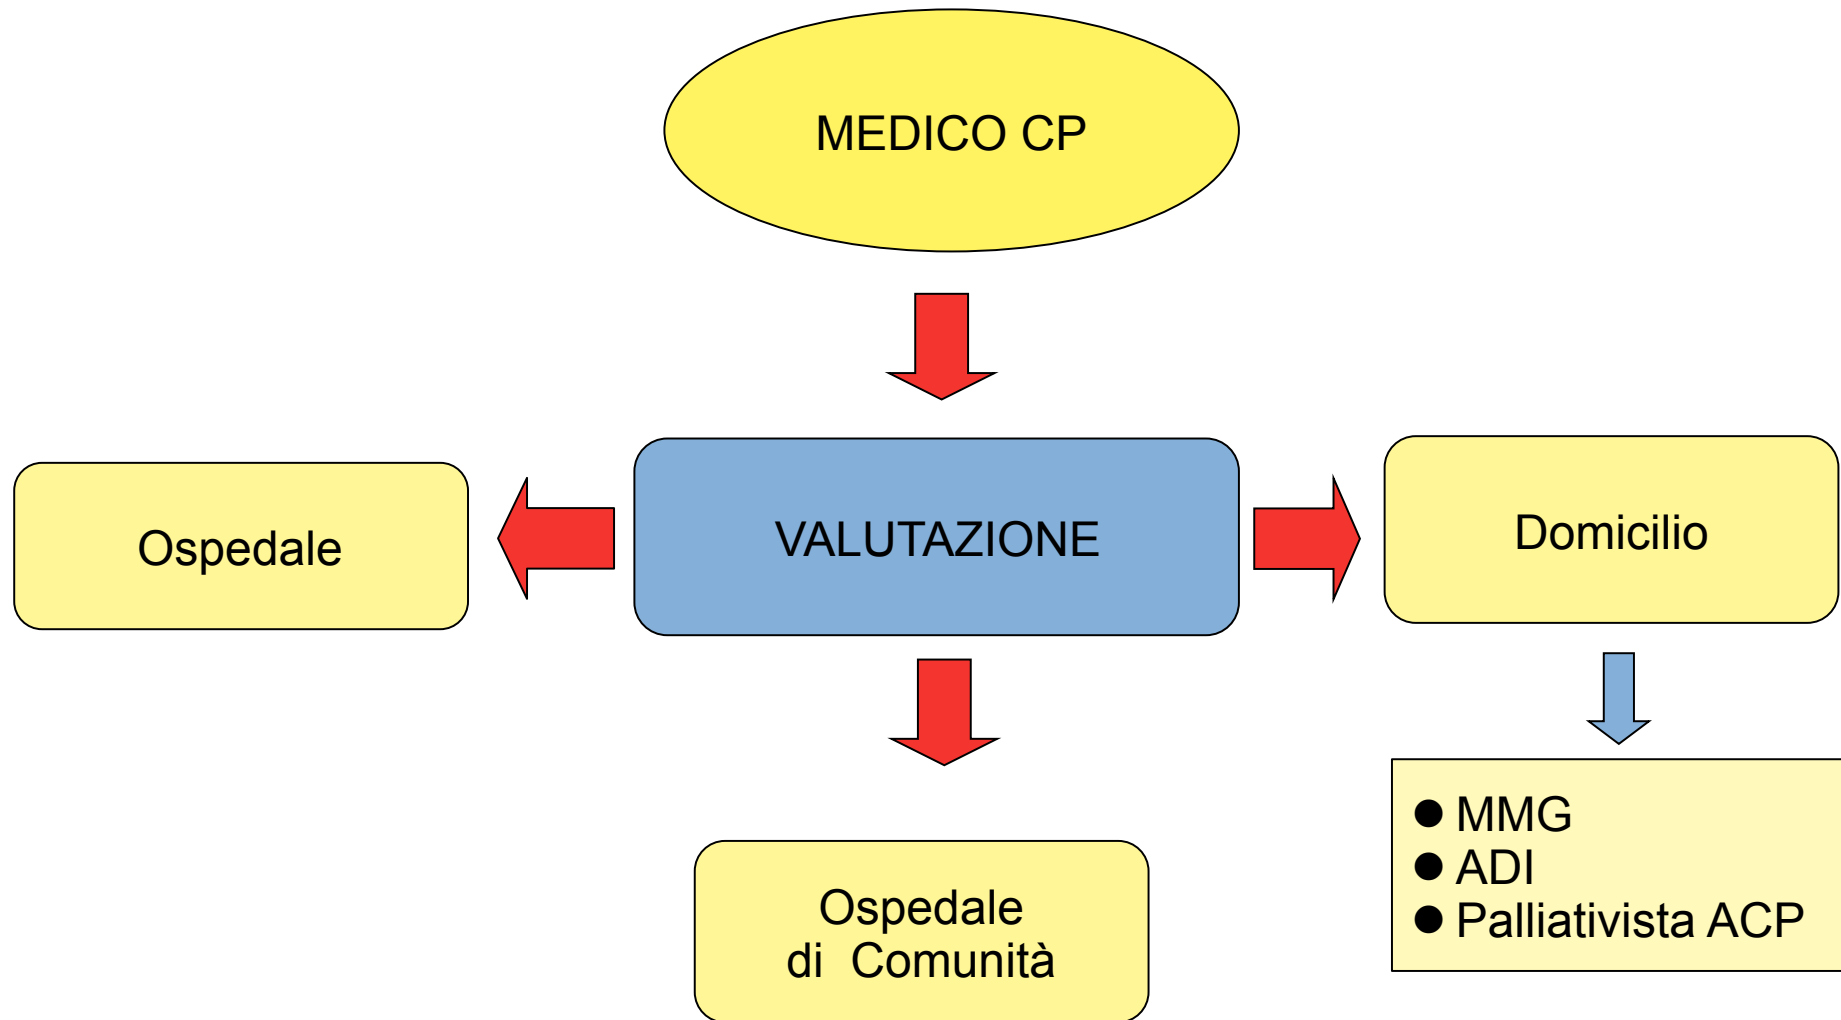 MEDICO CP
Ospedale
VALUTAZIONE
Domicilio
Ospedale
di Comunità
● MMG
● ADI
● Palliativista ACP